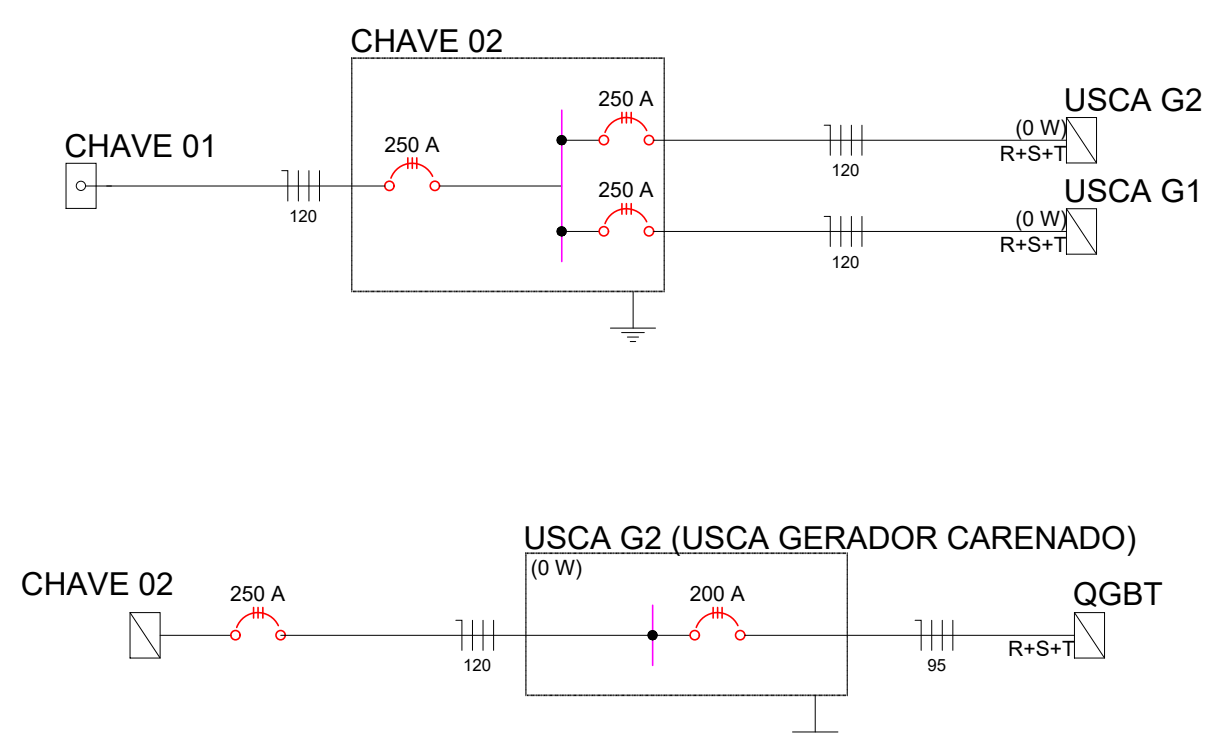 CHAVE 02
250 A
USCA G2
CHAVE 01
250 A
(0 W)
R+S+T
120
250 A
USCA G1
120
(0 W)
R+S+T
120
USCA G2 (USCA GERADOR CARENADO)
(0 W)
CHAVE 02
250 A
200 A
QGBT
R+S+T
120
95